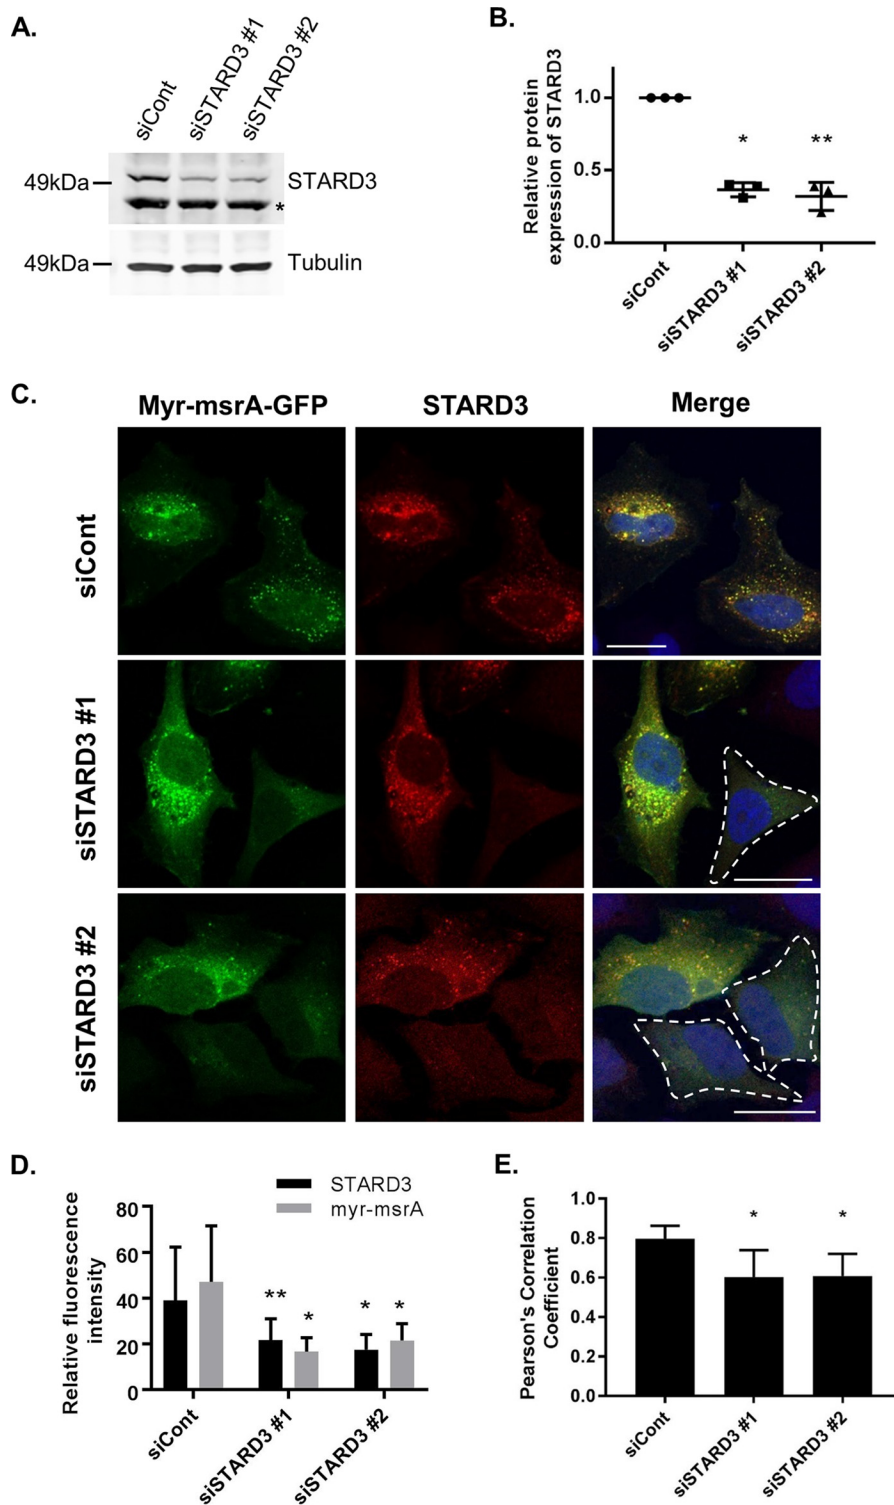 A.
siCont
siSTARD3 #1
siSTARD3 #2
49kDa
STARD3
*
49kDa
Tubulin
B.
Relative protein
expression of STARD3
1.0
0.5
0.0
*
**
siCont
siSTARD3 #1
siSTARD3 #2
C.
Myr-msrA-GFP
STARD3
Merge
siCont
siSTARD3 #1
siSTARD3 #2
D.
STARD3
myr-msrA
Relative fluorescence
intensity
80
60
40
20
0
**
*
*
*
siCont
siSTARD3 #1
siSTARD3 #2
E.
Pearson's Correlation
Coefficient
1.0
0.8
0.6
0.4
0.2
0.0
*
*
siCont
siSTARD3 #1
siSTARD3 #2